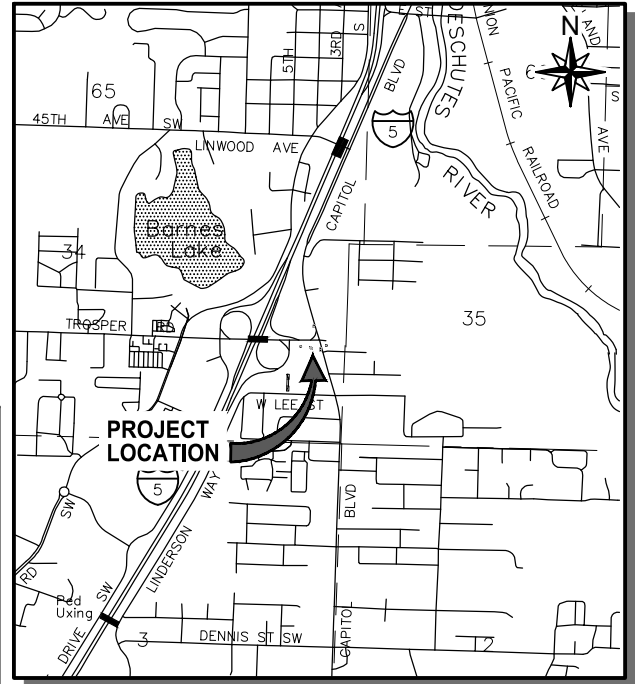 E ST
N
5TH
3RD
S
BLVD
DESCHUTES
RIVER
AND
S
AVE
65
45TH AVE SW
LINWOOD AVE
5
CAPITOL
PACIFIC
RAILROAD
Barnes
Lake
34
35
TROSPER RD
W LEE ST
PROJECT
LOCATION
5
WAY
LINDERSON
BLVD
CAPITOL
SW
RD
Ped
Uxing
SW
DRIVE
3
DENNIS ST SW
2